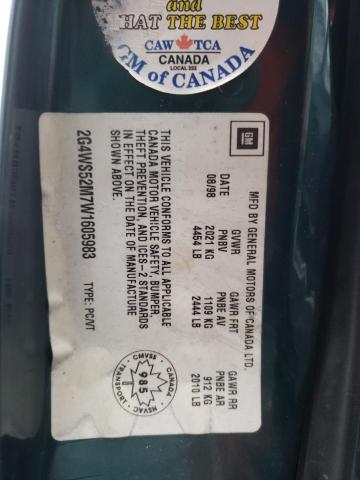 and
HAT THE BEST
CAW TCA
CANADA
LOCAL 222
GM of CANADA
GM
MFD BY GENERAL MOTORS OF CANADA LTD.
DATE GVWR GAWR FRT GAWR RR
PNBV PNBE AV PNBE AR
08/98 2021 KG 1109 KG 912 KG
4454 LB 2444 LB 2010 LB
THIS VEHICLE CONFORMS TO ALL APPLICABLE
CANADA MOTOR VEHICLE SAFETY, BUMPER,
THEFT PREVENTION, AND ICES-2 STANDARDS
IN EFFECT ON THE DATE OF MANUFACTURE
SHOWN ABOVE.
2G4WS52M7W1605983 TYPE: PC/VT
CANADA
CMVSS
985
TRANSPORT
NSVAC